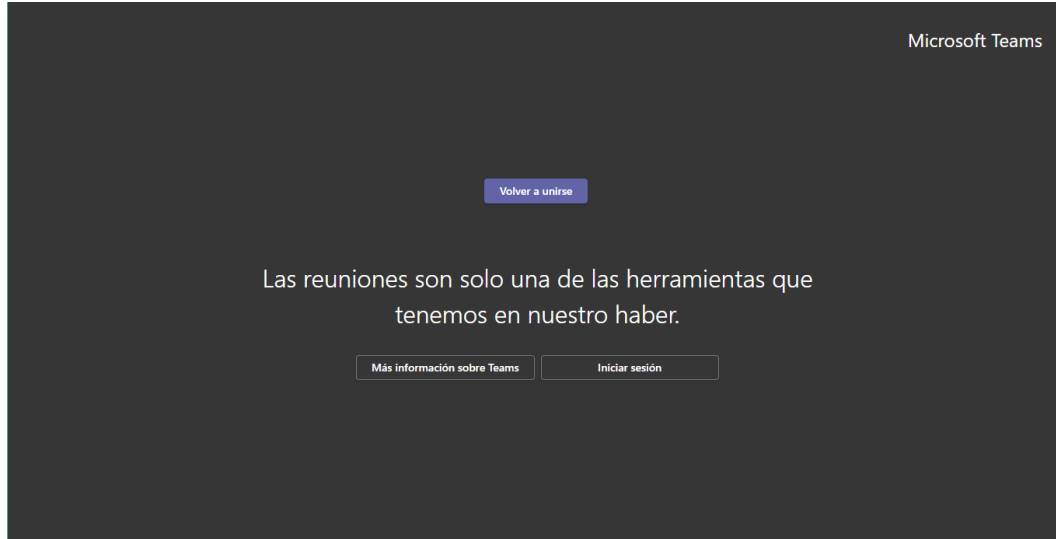 Microsoft Teams
Volver a unirse
Las reuniones son solo una de las herramientas que
tenemos en nuestro haber.
Más información sobre Teams
Iniciar sesión